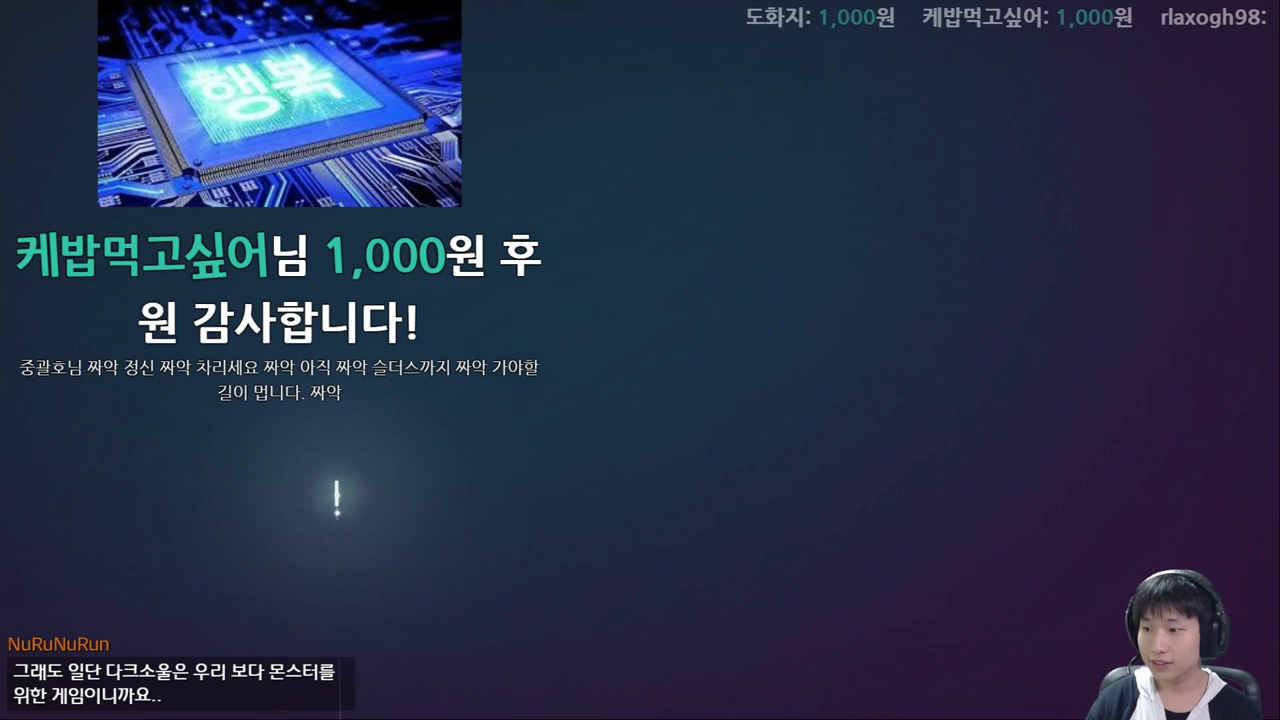 도화지: 1,000원 케밥먹고싶어: 1,000원 rlaxogh98:
행복
케밥먹고싶어님 1,000원 후
원 감사합니다!
중괄호님 짜악 정신 짜악 차리세요 짜악 아직 짜악 슬더스까지 짜악 가야할
길이 멉니다. 짜악
!
NuRuNuRun
그래도 일단 다크소울은 우리 보다 몬스터를
위한 게임이니까요..